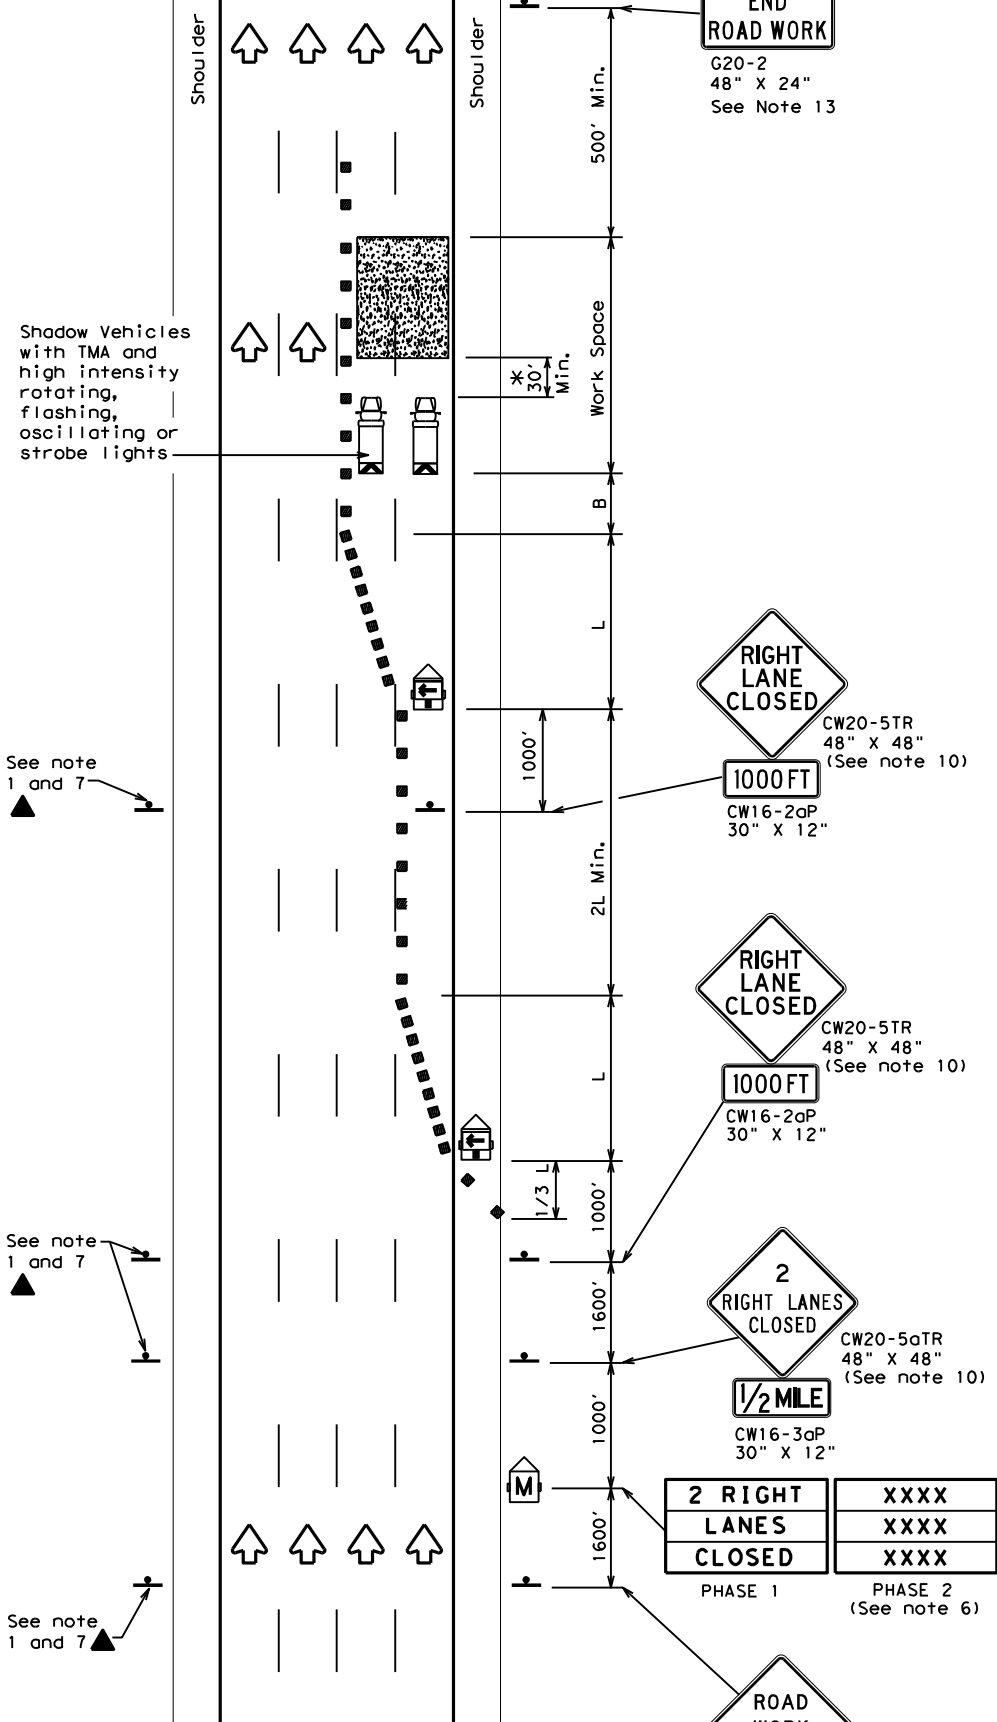 END
ROAD WORK
G20-2
48" X 24"
See Note 13
Shoulder
Shoulder
500' Min.
Shadow Vehicles
with TMA and
high intensity
rotating,
flashing,
oscillating or
strobe lights
* 30' Min.
Work Space
B
L
RIGHT
LANE
CLOSED
CW20-5TR
48" X 48"
(See note 10)
1000 FT
CW16-2aP
30" X 12"
1000'
See note
1 and 7
2L Min.
RIGHT
LANE
CLOSED
CW20-5TR
48" X 48"
(See note 10)
1000 FT
CW16-2aP
30" X 12"
L
1/3 L
1000'
See note
1 and 7
1600'
2
RIGHT LANES
CLOSED
CW20-5aTR
48" X 48"
(See note 10)
1/2 MILE
CW16-3aP
30" X 12"
1000'
M
2 RIGHT
LANES
CLOSED
PHASE 1
XXXX
XXXX
XXXX
PHASE 2
(See note 6)
1600'
See note
1 and 7
ROAD
WORK